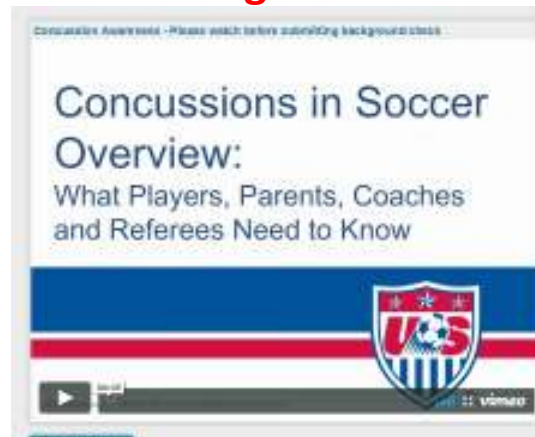 Concussion Awareness - Please watch before submitting background check
Concussions in Soccer
Overview:
What Players, Parents, Coaches
and Referees Need to Know
US
vimeo